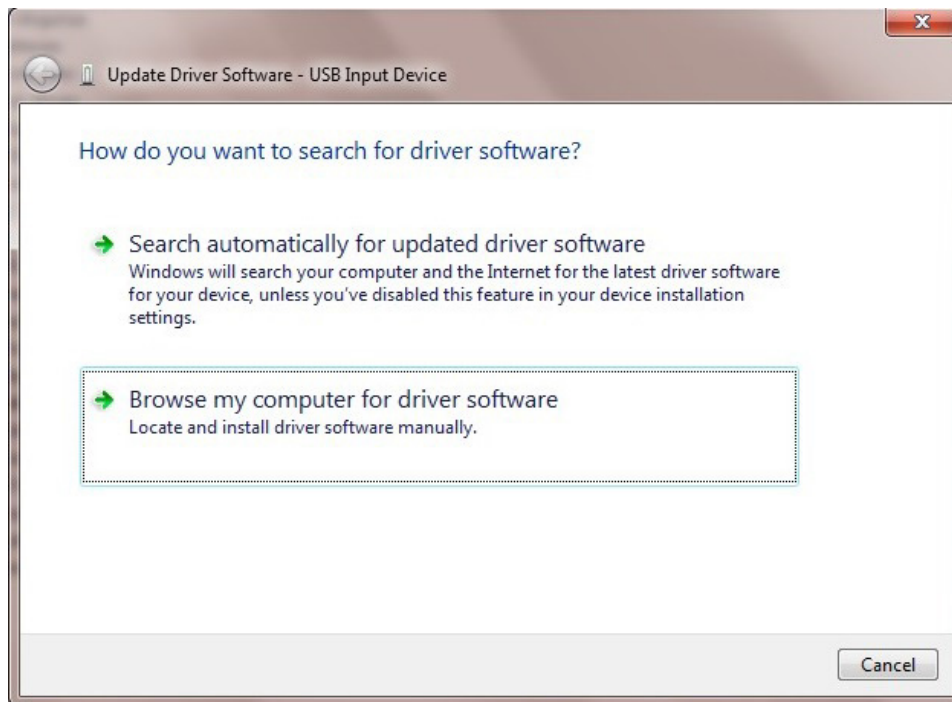 Update Driver Software - USB Input Device
How do you want to search for driver software?
Search automatically for updated driver software
Windows will search your computer and the Internet for the latest driver software
for your device, unless you've disabled this feature in your device installation
settings.
Browse my computer for driver software
Locate and install driver software manually.
Cancel